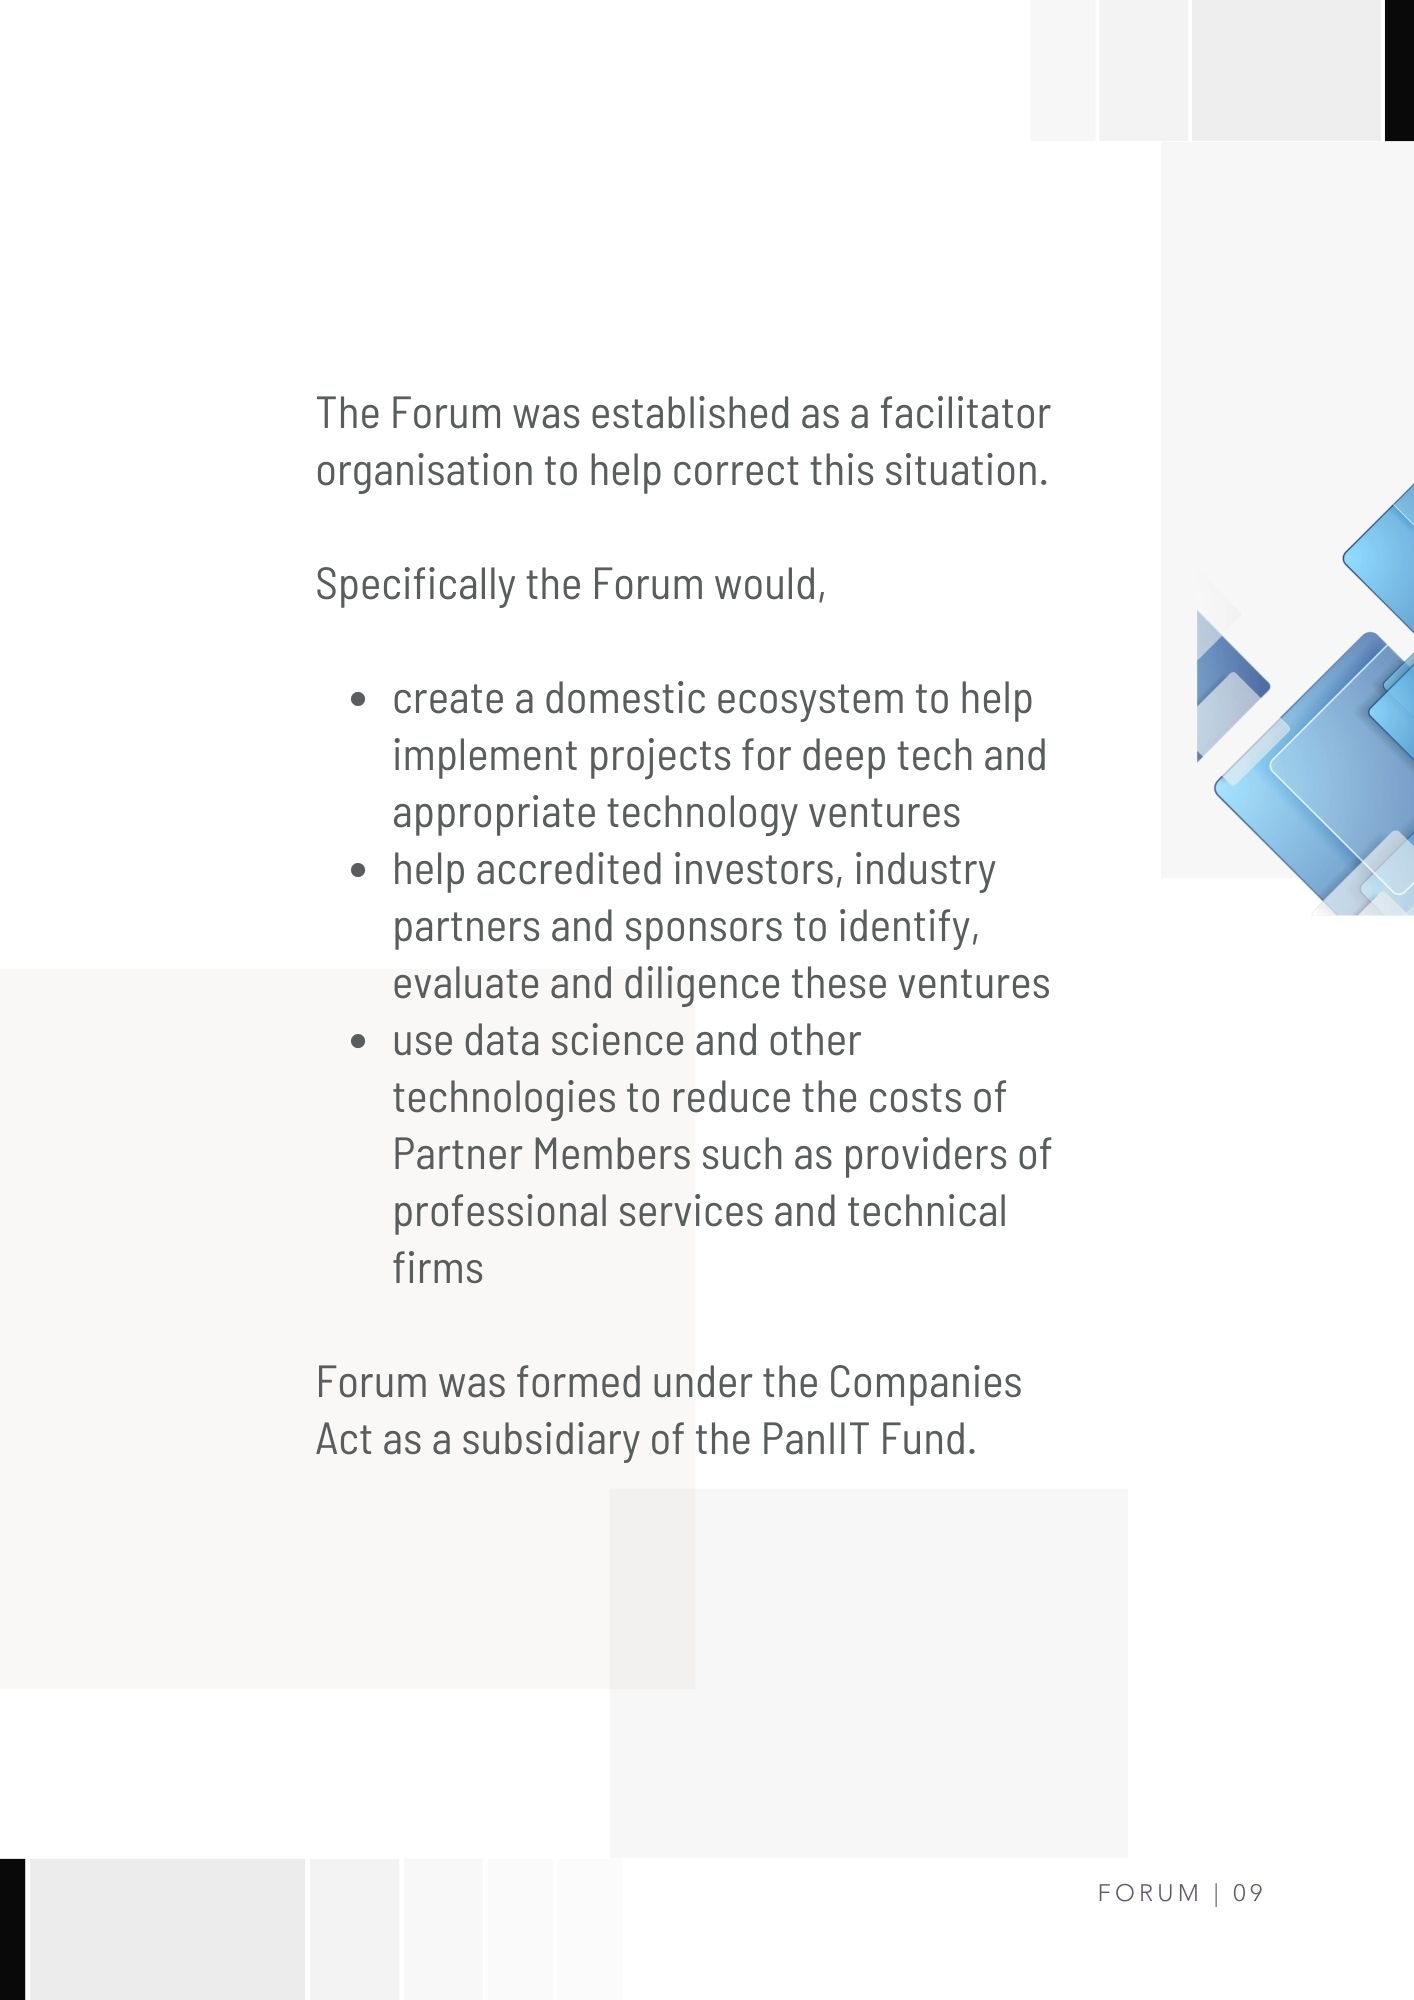 The Forum was established as a facilitator
organisation to help correct this situation.
Specifically the Forum would,
• create a domestic ecosystem to help
implement projects for deep tech and
appropriate technology ventures
• help accredited investors, industry
partners and sponsors to identify,
evaluate and diligence these ventures
• use data science and other
technologies to reduce the costs of
Partner Members such as providers of
professional services and technical
firms
Forum was formed under the Companies
Act as a subsidiary of the PanIIT Fund.
FORUM | 09